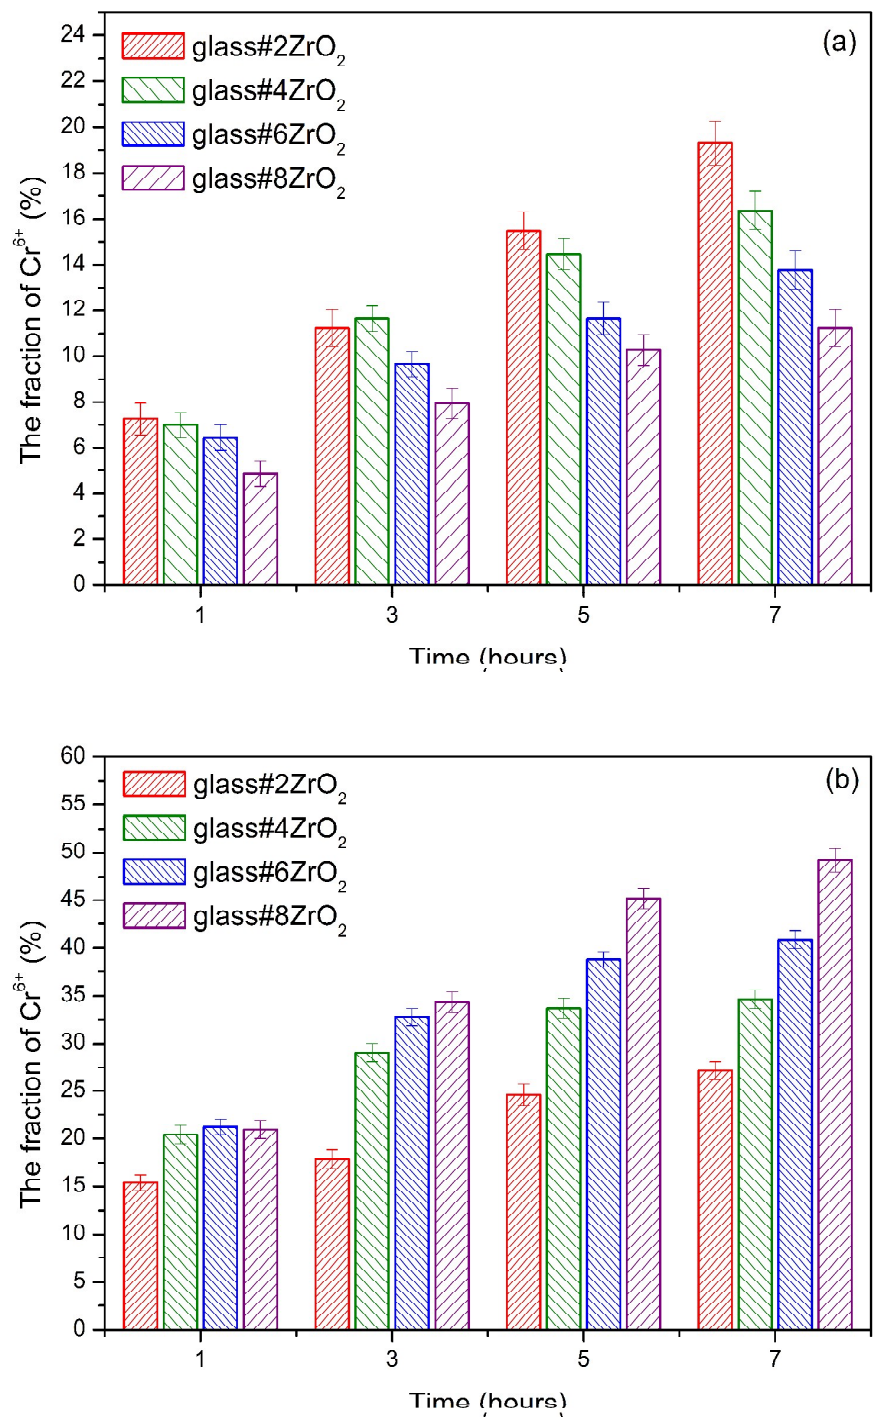 (a)
glass#2ZrO₂
glass#4ZrO₂
glass#6ZrO₂
glass#8ZrO₂
The fraction of Cr⁶⁺ (%)
24
22
20
18
16
14
12
10
8
6
4
2
0
1 3 5 7
Time (hours)
(b)
glass#2ZrO₂
glass#4ZrO₂
glass#6ZrO₂
glass#8ZrO₂
The fraction of Cr⁶⁺ (%)
60
55
50
45
40
35
30
25
20
15
10
5
0
1 3 5 7
Time (hours)